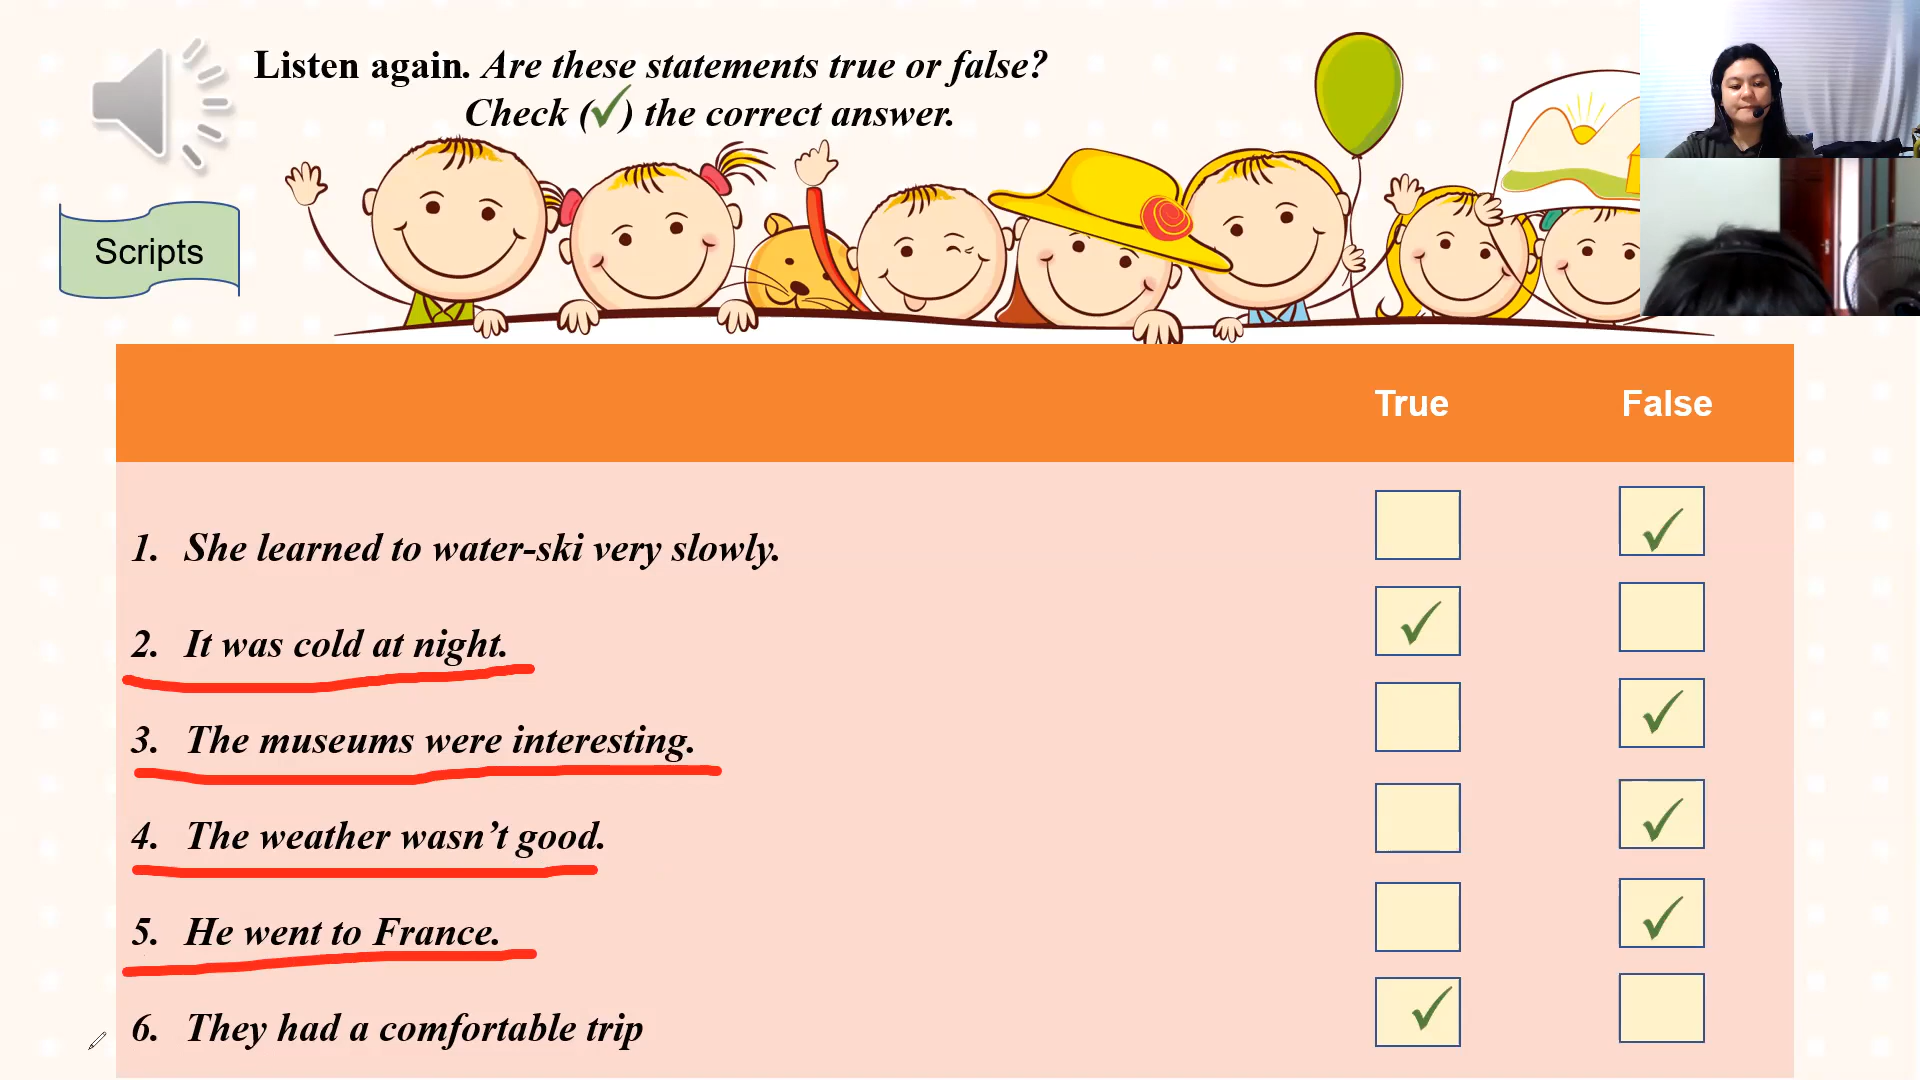 Listen again. Are these statements true or false?
Check (✓) the correct answer.
Scripts
True False
1. She learned to water-ski very slowly.
2. It was cold at night.
3. The museums were interesting.
4. The weather wasn’t good.
5. He went to France.
6. They had a comfortable trip